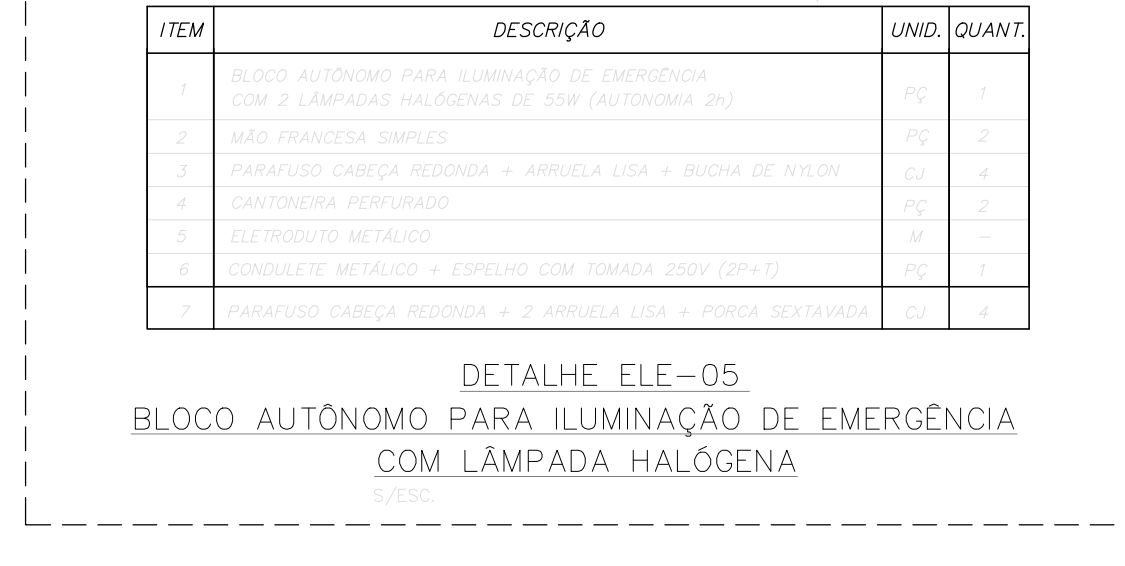 ITEM DESCRIÇÃO UNID. QUANT.
1 BLOCO AUTÔNOMO PARA ILUMINAÇÃO DE EMERGÊNCIA
COM 2 LÂMPADAS HALÓGENAS DE 55W (AUTONOMIA 2h) PÇ 1
2 MÃO FRANCESA SIMPLES PÇ 2
3 PARAFUSO CABEÇA REDONDA + ARRUELA LISA + BUCHA DE NYLON CJ 4
4 CANTONEIRA PERFURADO PÇ 2
5 ELETRODUTO METÁLICO M –
6 CONDULETE METÁLICO + ESPELHO COM TOMADA 250V (2P+T) PÇ 1
7 PARAFUSO CABEÇA REDONDA + 2 ARRUELA LISA + PORCA SEXTAVADA CJ 4
DETALHE ELE–05
BLOCO AUTÔNOMO PARA ILUMINAÇÃO DE EMERGÊNCIA
COM LÂMPADA HALÓGENA
S/ESC.